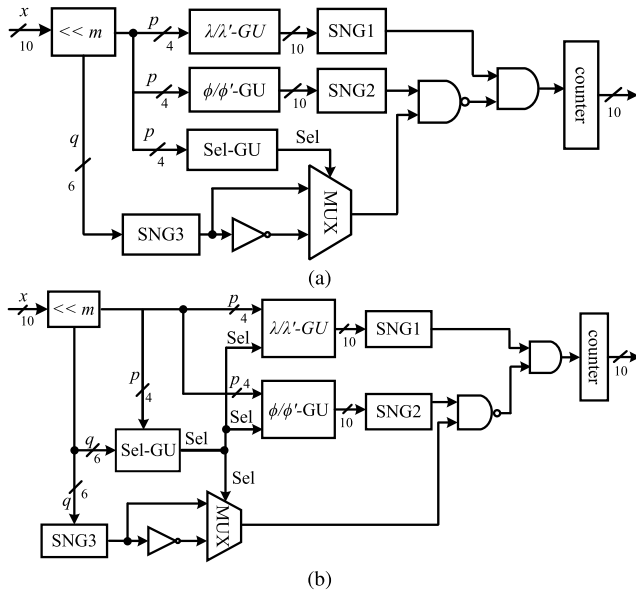 x
10
<< m
p
4
λ/λ'-GU
10
SNG1
p
4
ϕ/ϕ'-GU
10
SNG2
p
4
Sel-GU
Sel
q
6
SNG3
MUX
counter
10
(a)
x
10
<< m
p
4
λ/λ'-GU
10
SNG1
Sel
p
4
ϕ/ϕ'-GU
10
SNG2
Sel
p
4
q
6
Sel-GU
Sel
Sel
q
6
SNG3
MUX
counter
10
(b)